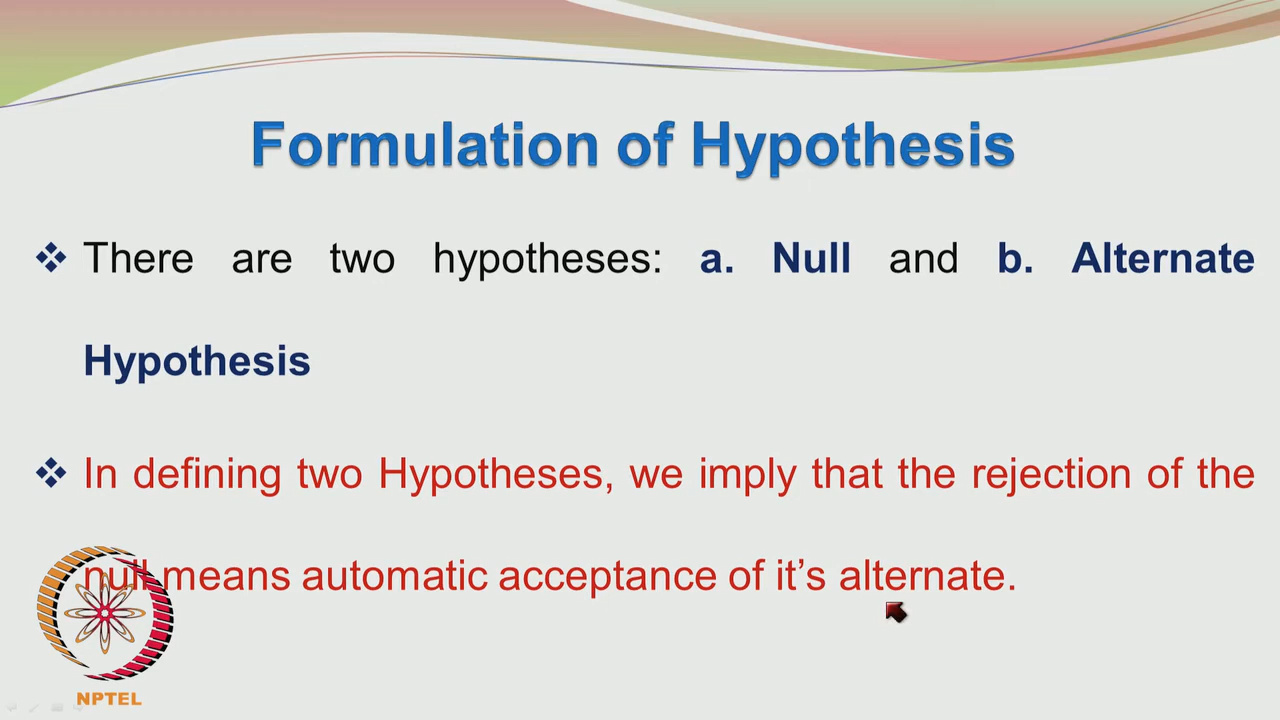 Formulation of Hypothesis
There are two hypotheses: a. Null and b. Alternate
Hypothesis
In defining two Hypotheses, we imply that the rejection of the
null means automatic acceptance of it's alternate.
NPTEL